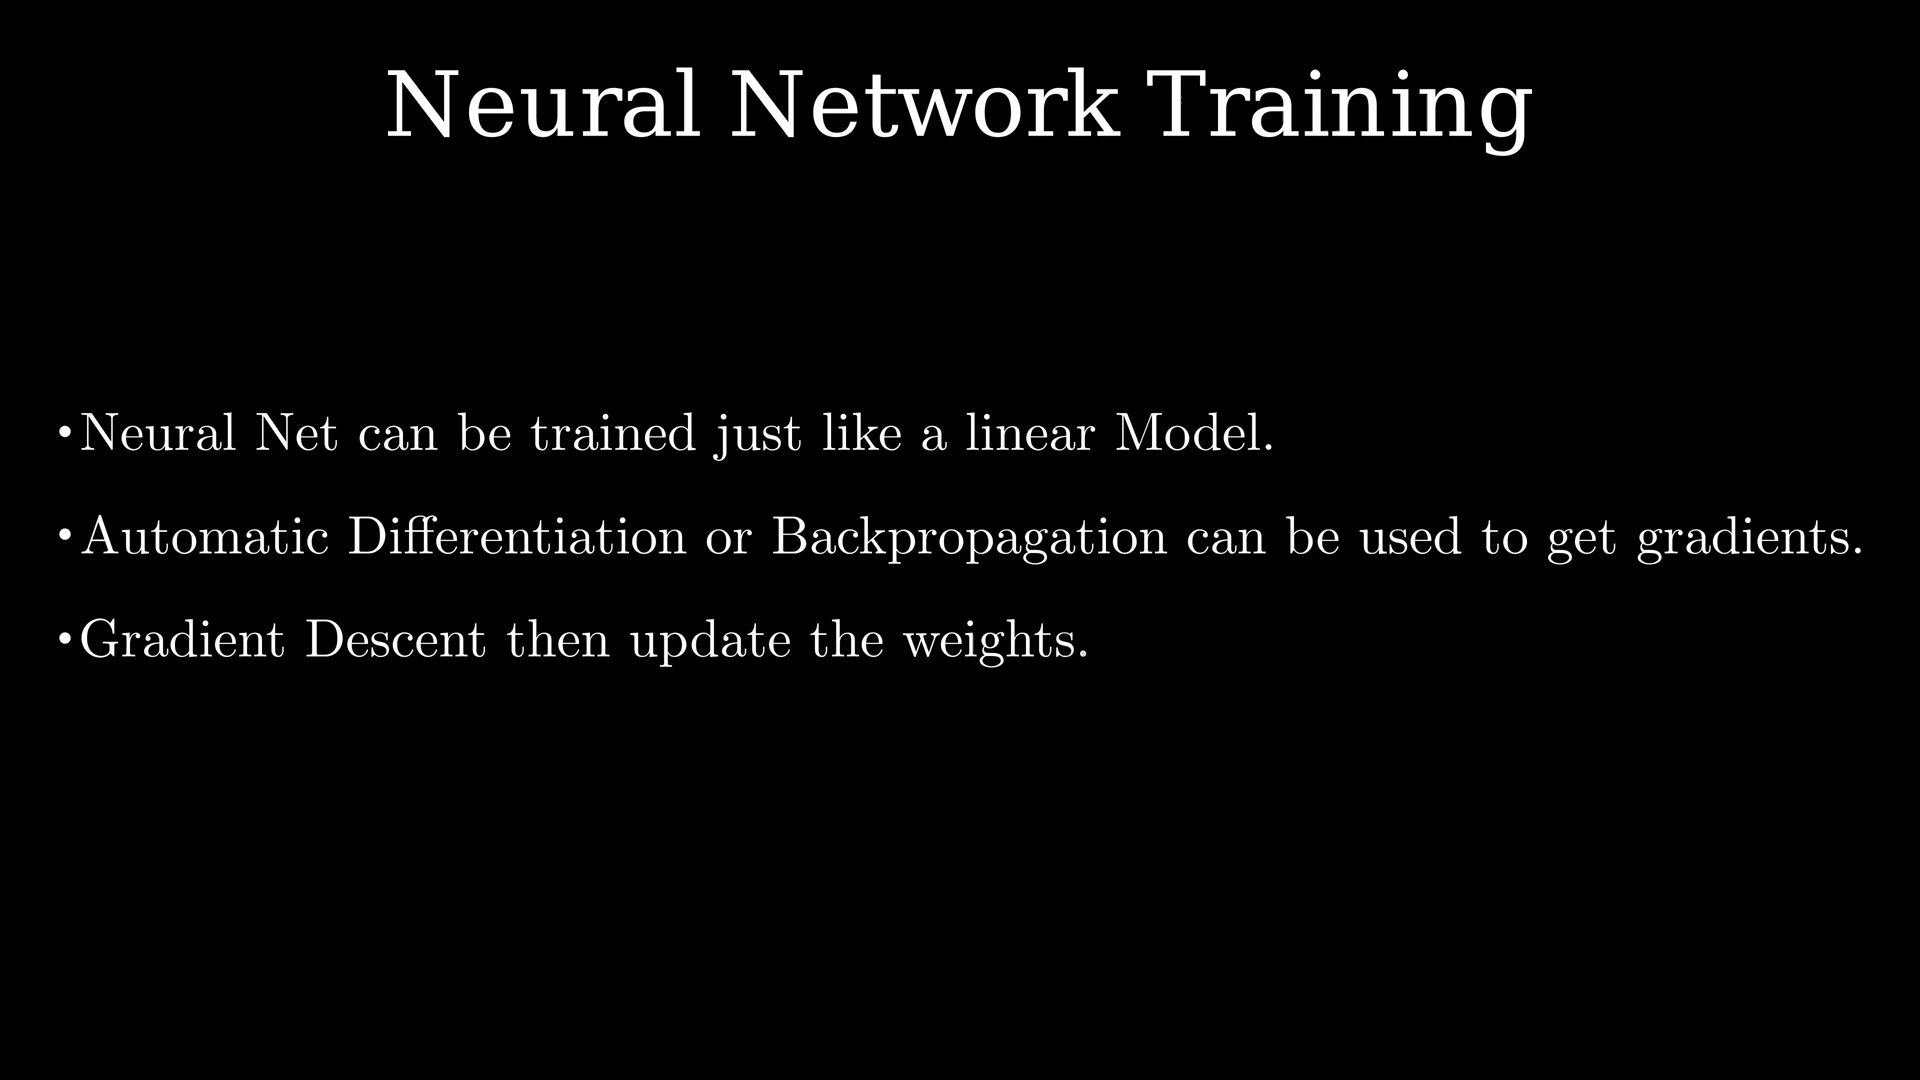 Neural Network Training
•Neural Net can be trained just like a linear Model.
•Automatic Differentiation or Backpropagation can be used to get gradients.
•Gradient Descent then update the weights.